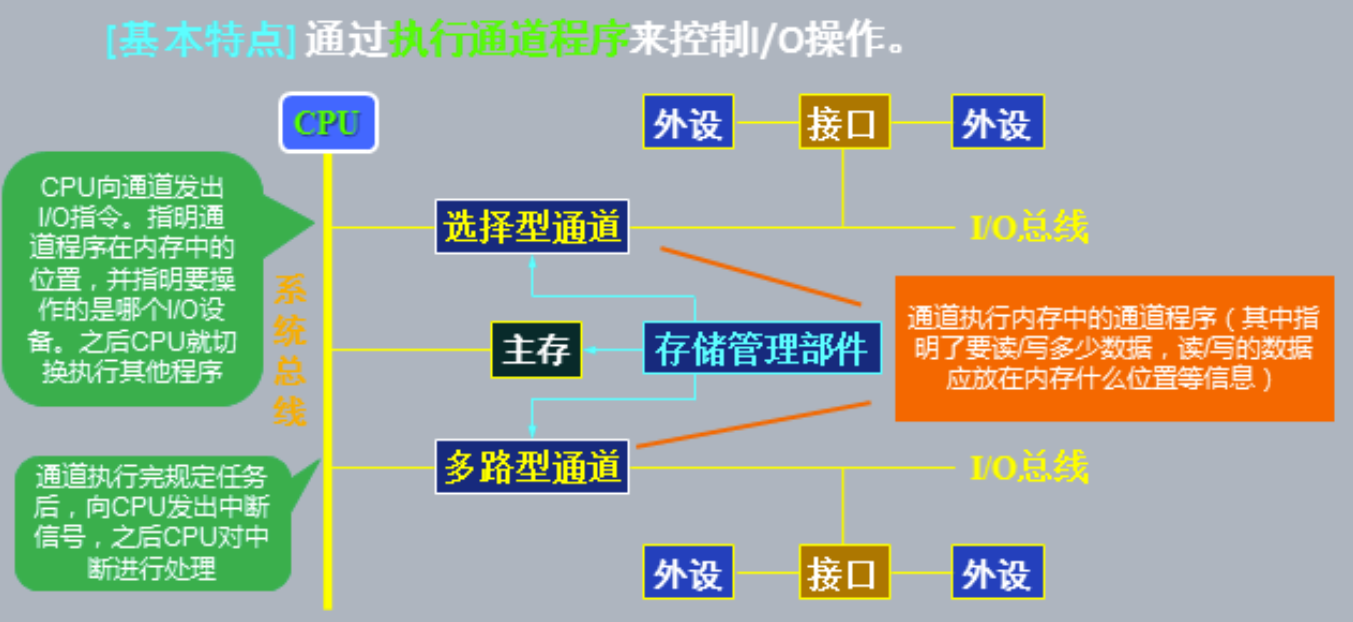 [基本特点] 通过执行通道程序来控制I/O操作。
CPU
外设
接口
外设
CPU向通道发出
I/O指令。指明通
道程序在内存中的
位置，并指明要操
作的是哪个I/O设
备。之后CPU就切
换执行其他程序
选择型通道
I/O总线
系统总线
主存
存储管理部件
通道执行内存中的通道程序（其中指
明了要读/写多少数据，读/写的数据
应放在内存什么位置等信息）
通道执行完规定任务
后，向CPU发出中断
信号，之后CPU对中
断进行处理
多路型通道
I/O总线
外设
接口
外设